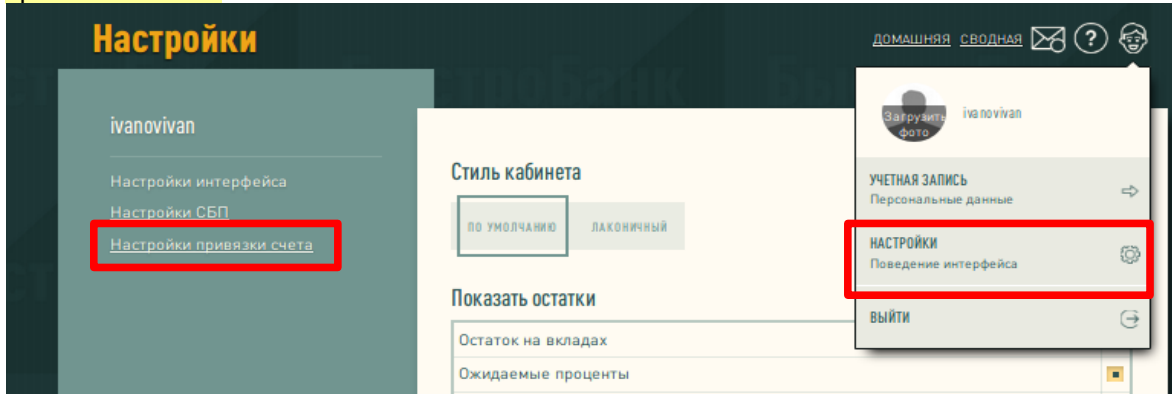 Настройки
ДОМАШНЯЯ СВОДНАЯ
?
ivanovivan
Настройки интерфейса
Настройки СБП
Настройки привязки счета
Стиль кабинета
ПО УМОЛЧАНИЮ ЛАКОНИЧНЫЙ
Показать остатки
Остаток на вкладах
Ожидаемые проценты
Загрузить
фото
ivanovivan
УЧЕТНАЯ ЗАПИСЬ
Персональные данные
НАСТРОЙКИ
Поведение интерфейса
ВЫЙТИ